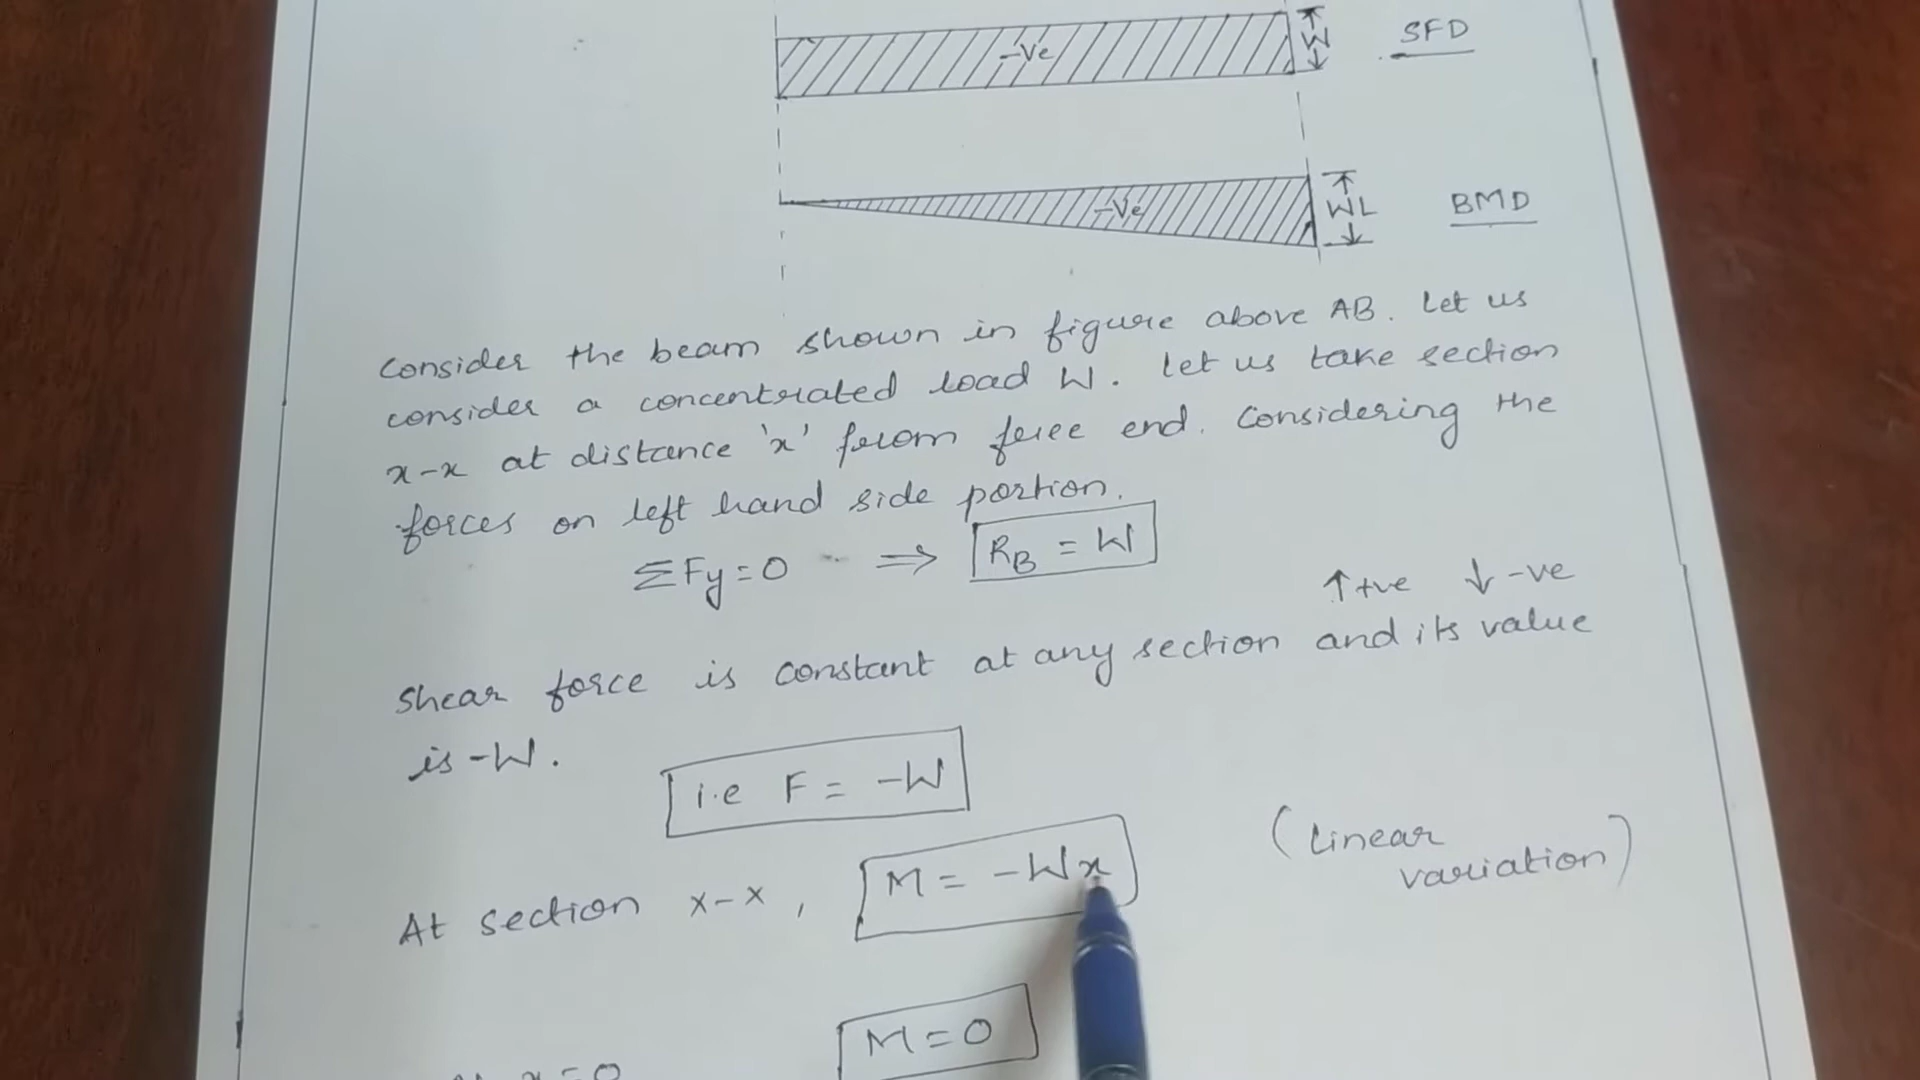 -Ve
W
SFD
-Ve
WL
BMD
Consider the beam shown in figure above AB. Let us
consider a concentrated load W. Let us take section
x-x at distance 'x' from free end. Considering the
forces on left hand side portion.
ΣFy=0 ⇒ RB = W
↑+ve ↓-ve
Shear force is constant at any section and its value
is -W.
i.e F = -W
At section x-x, M = -Wx (Linear
variation)
M=0
x=0